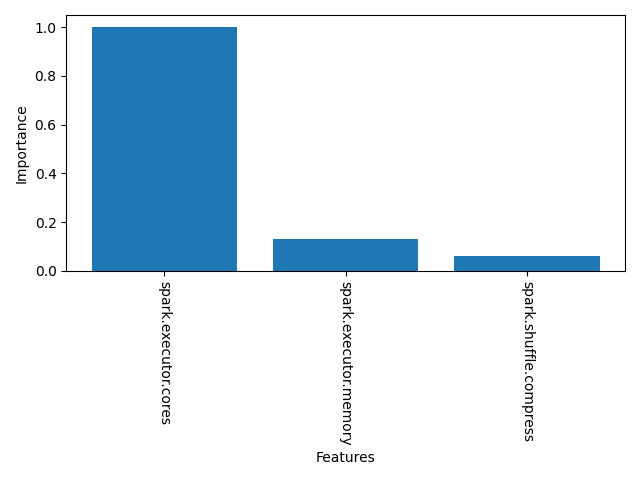 Importance
1.0
0.8
0.6
0.4
0.2
0.0
spark.executor.cores
spark.executor.memory
spark.shuffle.compress
Features